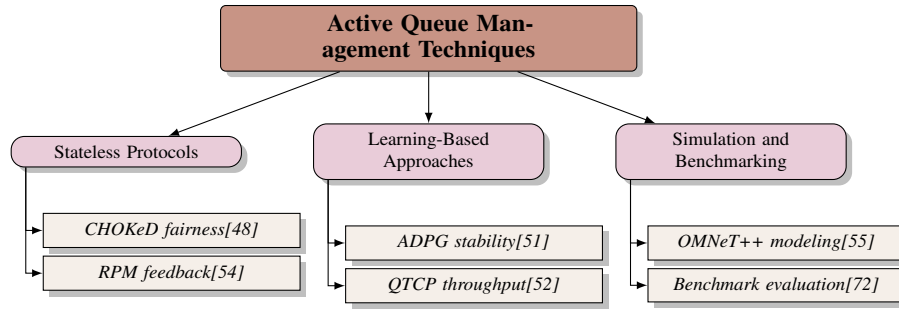 Active Queue Man-
agement Techniques
Stateless Protocols
CHOKeD fairness[48]
RPM feedback[54]
Learning-Based
Approaches
ADPG stability[51]
QTCP throughput[52]
Simulation and
Benchmarking
OMNeT++ modeling[55]
Benchmark evaluation[72]